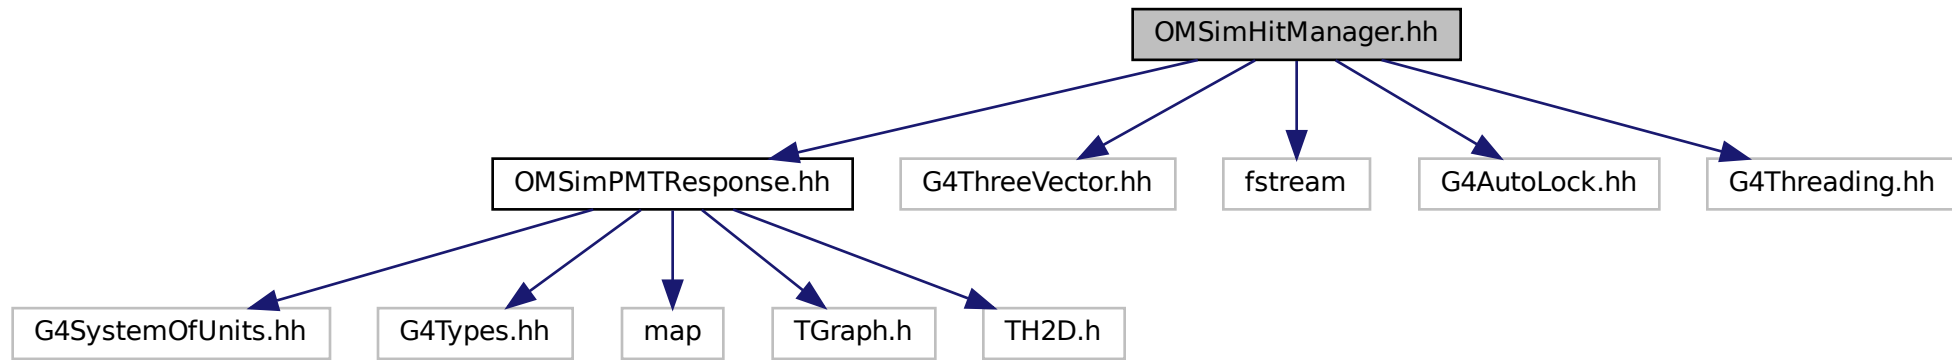 OMSimHitManager.hh
OMSimPMTResponse.hh
G4ThreeVector.hh
fstream
G4AutoLock.hh
G4Threading.hh
G4SystemOfUnits.hh
G4Types.hh
map
TGraph.h
TH2D.h